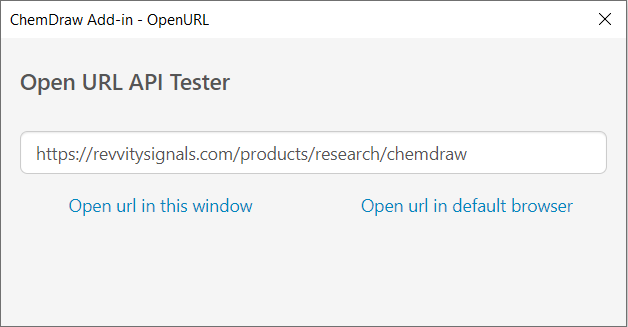 ChemDraw Add-in - OpenURL
Open URL API Tester
https://revvitysignals.com/products/research/chemdraw
Open url in this window Open url in default browser